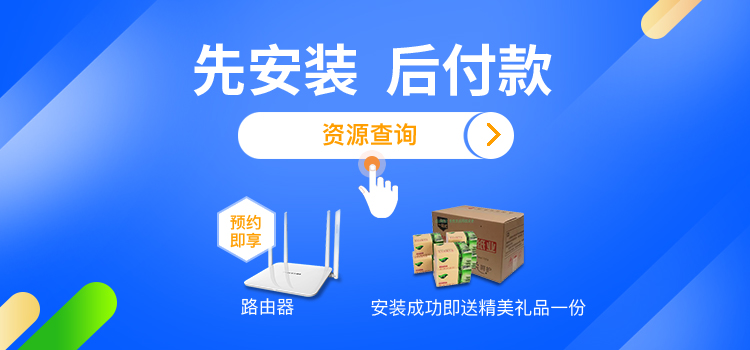 先安装 后付款
资源查询
预约
即享
路由器
安装成功即送精美礼品一份